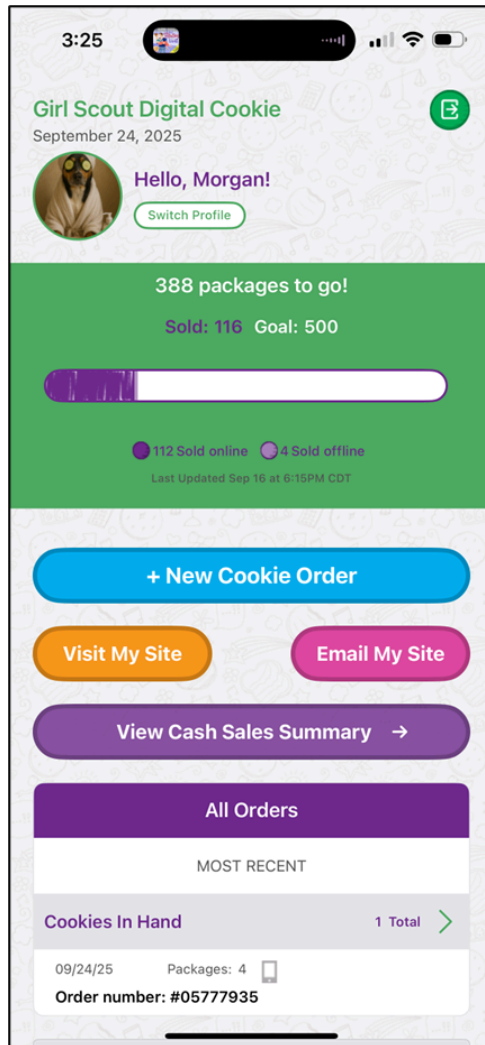 3:25
Girl Scout Digital Cookie
September 24, 2025
Hello, Morgan!
Switch Profile
388 packages to go!
Sold: 116 Goal: 500
112 Sold online 4 Sold offline
Last Updated Sep 16 at 6:15PM CDT
+ New Cookie Order
Visit My Site
Email My Site
View Cash Sales Summary →
All Orders
MOST RECENT
Cookies In Hand 1 Total
09/24/25 Packages: 4
Order number: #05777935